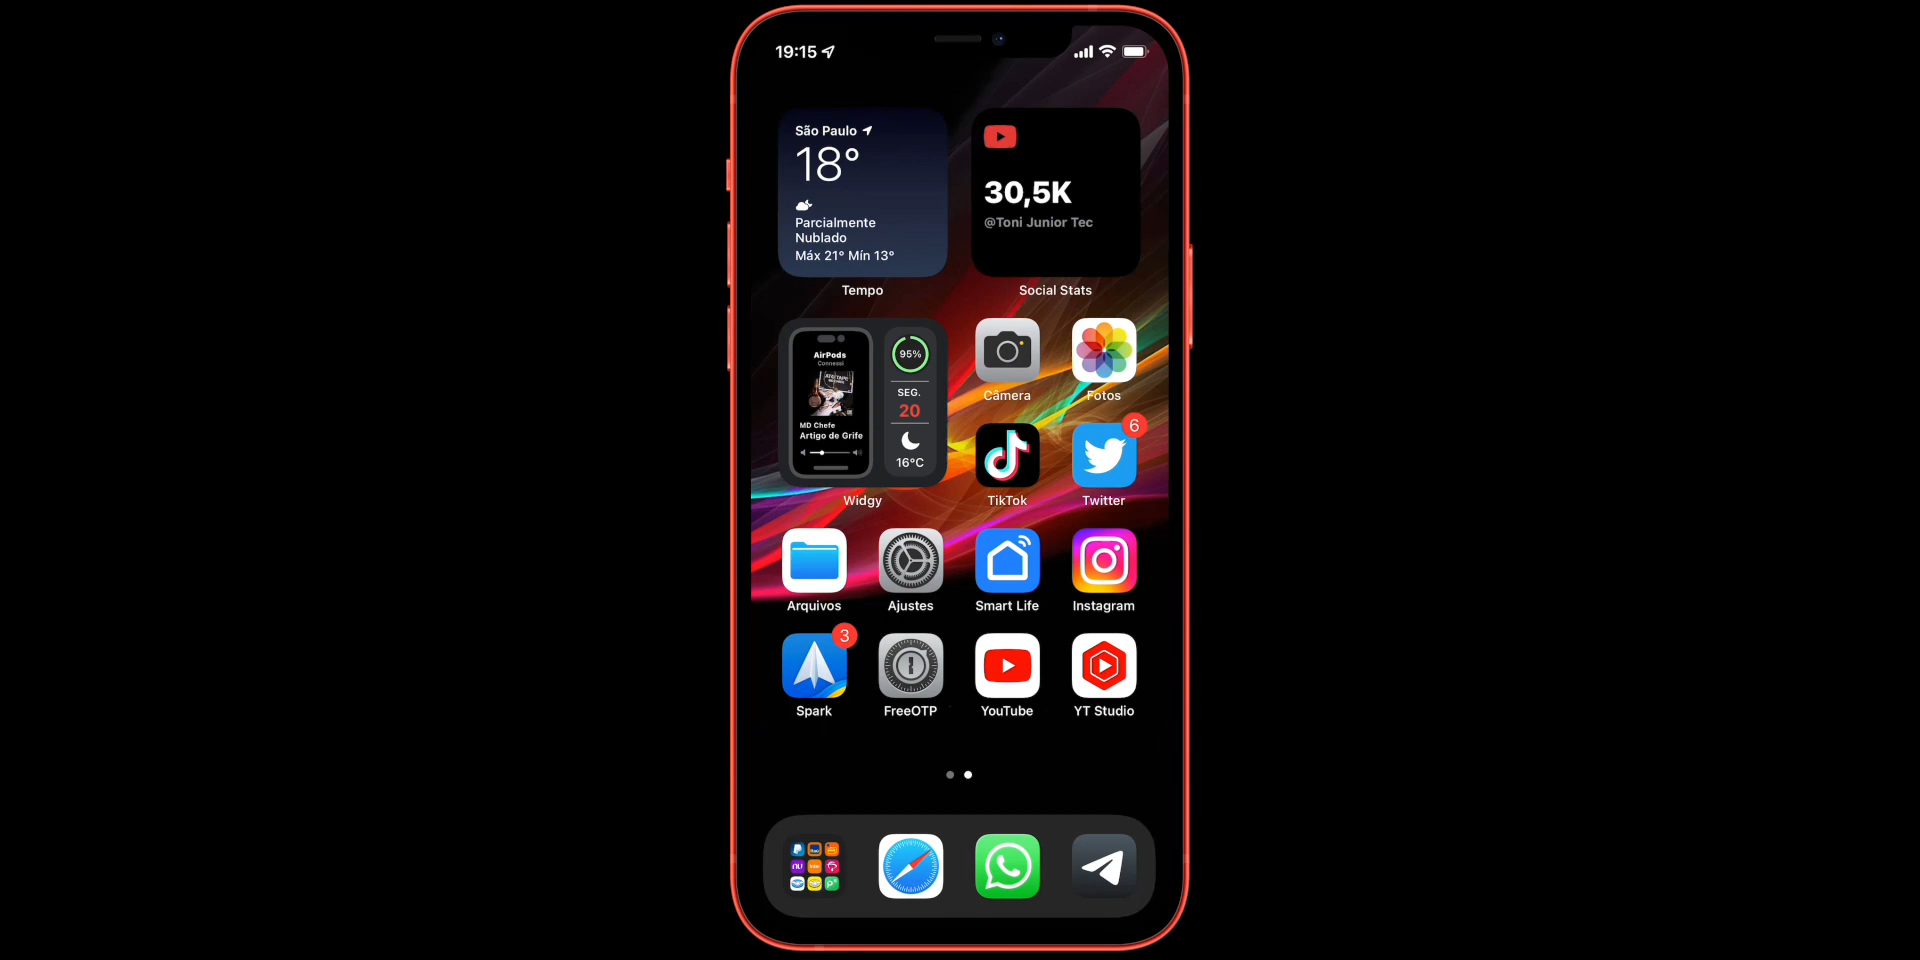 19:15
São Paulo
18°
Parcialmente
Nublado
Máx 21° Mín 13°
Tempo
30,5K
@Toni Junior Tec
Social Stats
AirPods
MD Chefe
Artigo de Grife
95%
SEG.
20
16°C
Widgy
Câmera
Fotos
TikTok
6
Twitter
Arquivos
Ajustes
Smart Life
Instagram
3
Spark
FreeOTP
YouTube
YT Studio
nu